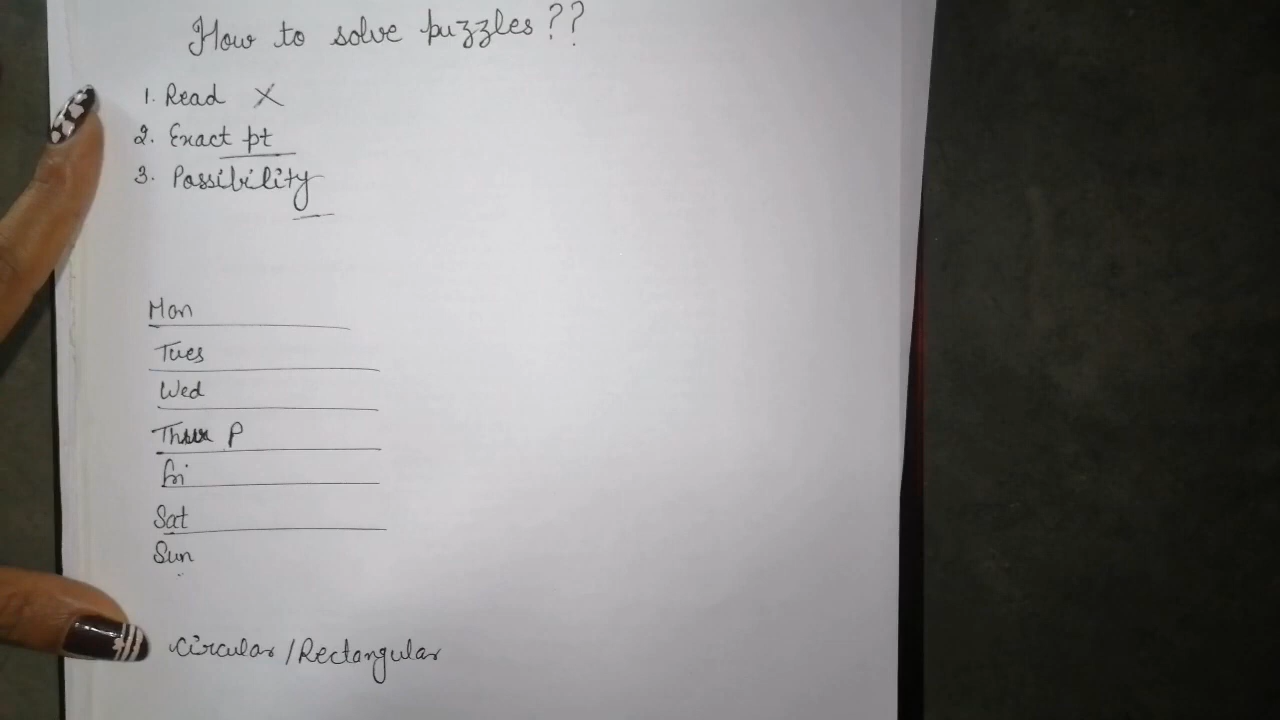 How to solve puzzles??
1. Read X
2. Exact pt
3. Possibility
Mon
Tues
Wed
Thur P
Fri
Sat
Sun
Circular/Rectangular